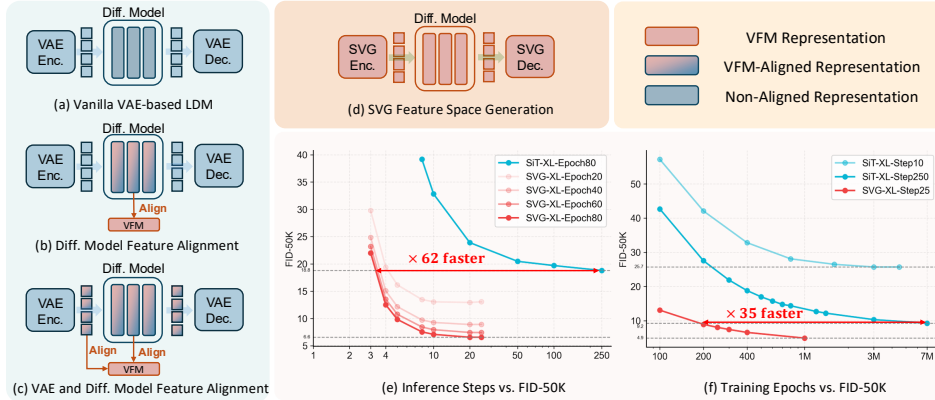 Diff. Model
VAE
Enc.
VAE
Dec.
(a) Vanilla VAE-based LDM
Diff. Model
VAE
Enc.
VAE
Dec.
Align
VFM
(b) Diff. Model Feature Alignment
Diff. Model
VAE
Enc.
VAE
Dec.
Align
Align
VFM
(c) VAE and Diff. Model Feature Alignment
Diff. Model
SVG
Enc.
SVG
Dec.
(d) SVG Feature Space Generation
VFM Representation
VFM-Aligned Representation
Non-Aligned Representation
FID-50K
40
35
30
25
20
18.8
15
10
6.6
5
1
2
3
4
10
20
50
100
250
SiT-XL-Epoch80
SVG-XL-Epoch20
SVG-XL-Epoch40
SVG-XL-Epoch60
SVG-XL-Epoch80
× 62 faster
(e) Inference Steps vs. FID-50K
FID-50K
50
40
30
20
10
100
200
400
1M
3M
7M
SiT-XL-Step10
SiT-XL-Step250
SVG-XL-Step25
× 35 faster
(f) Training Epochs vs. FID-50K